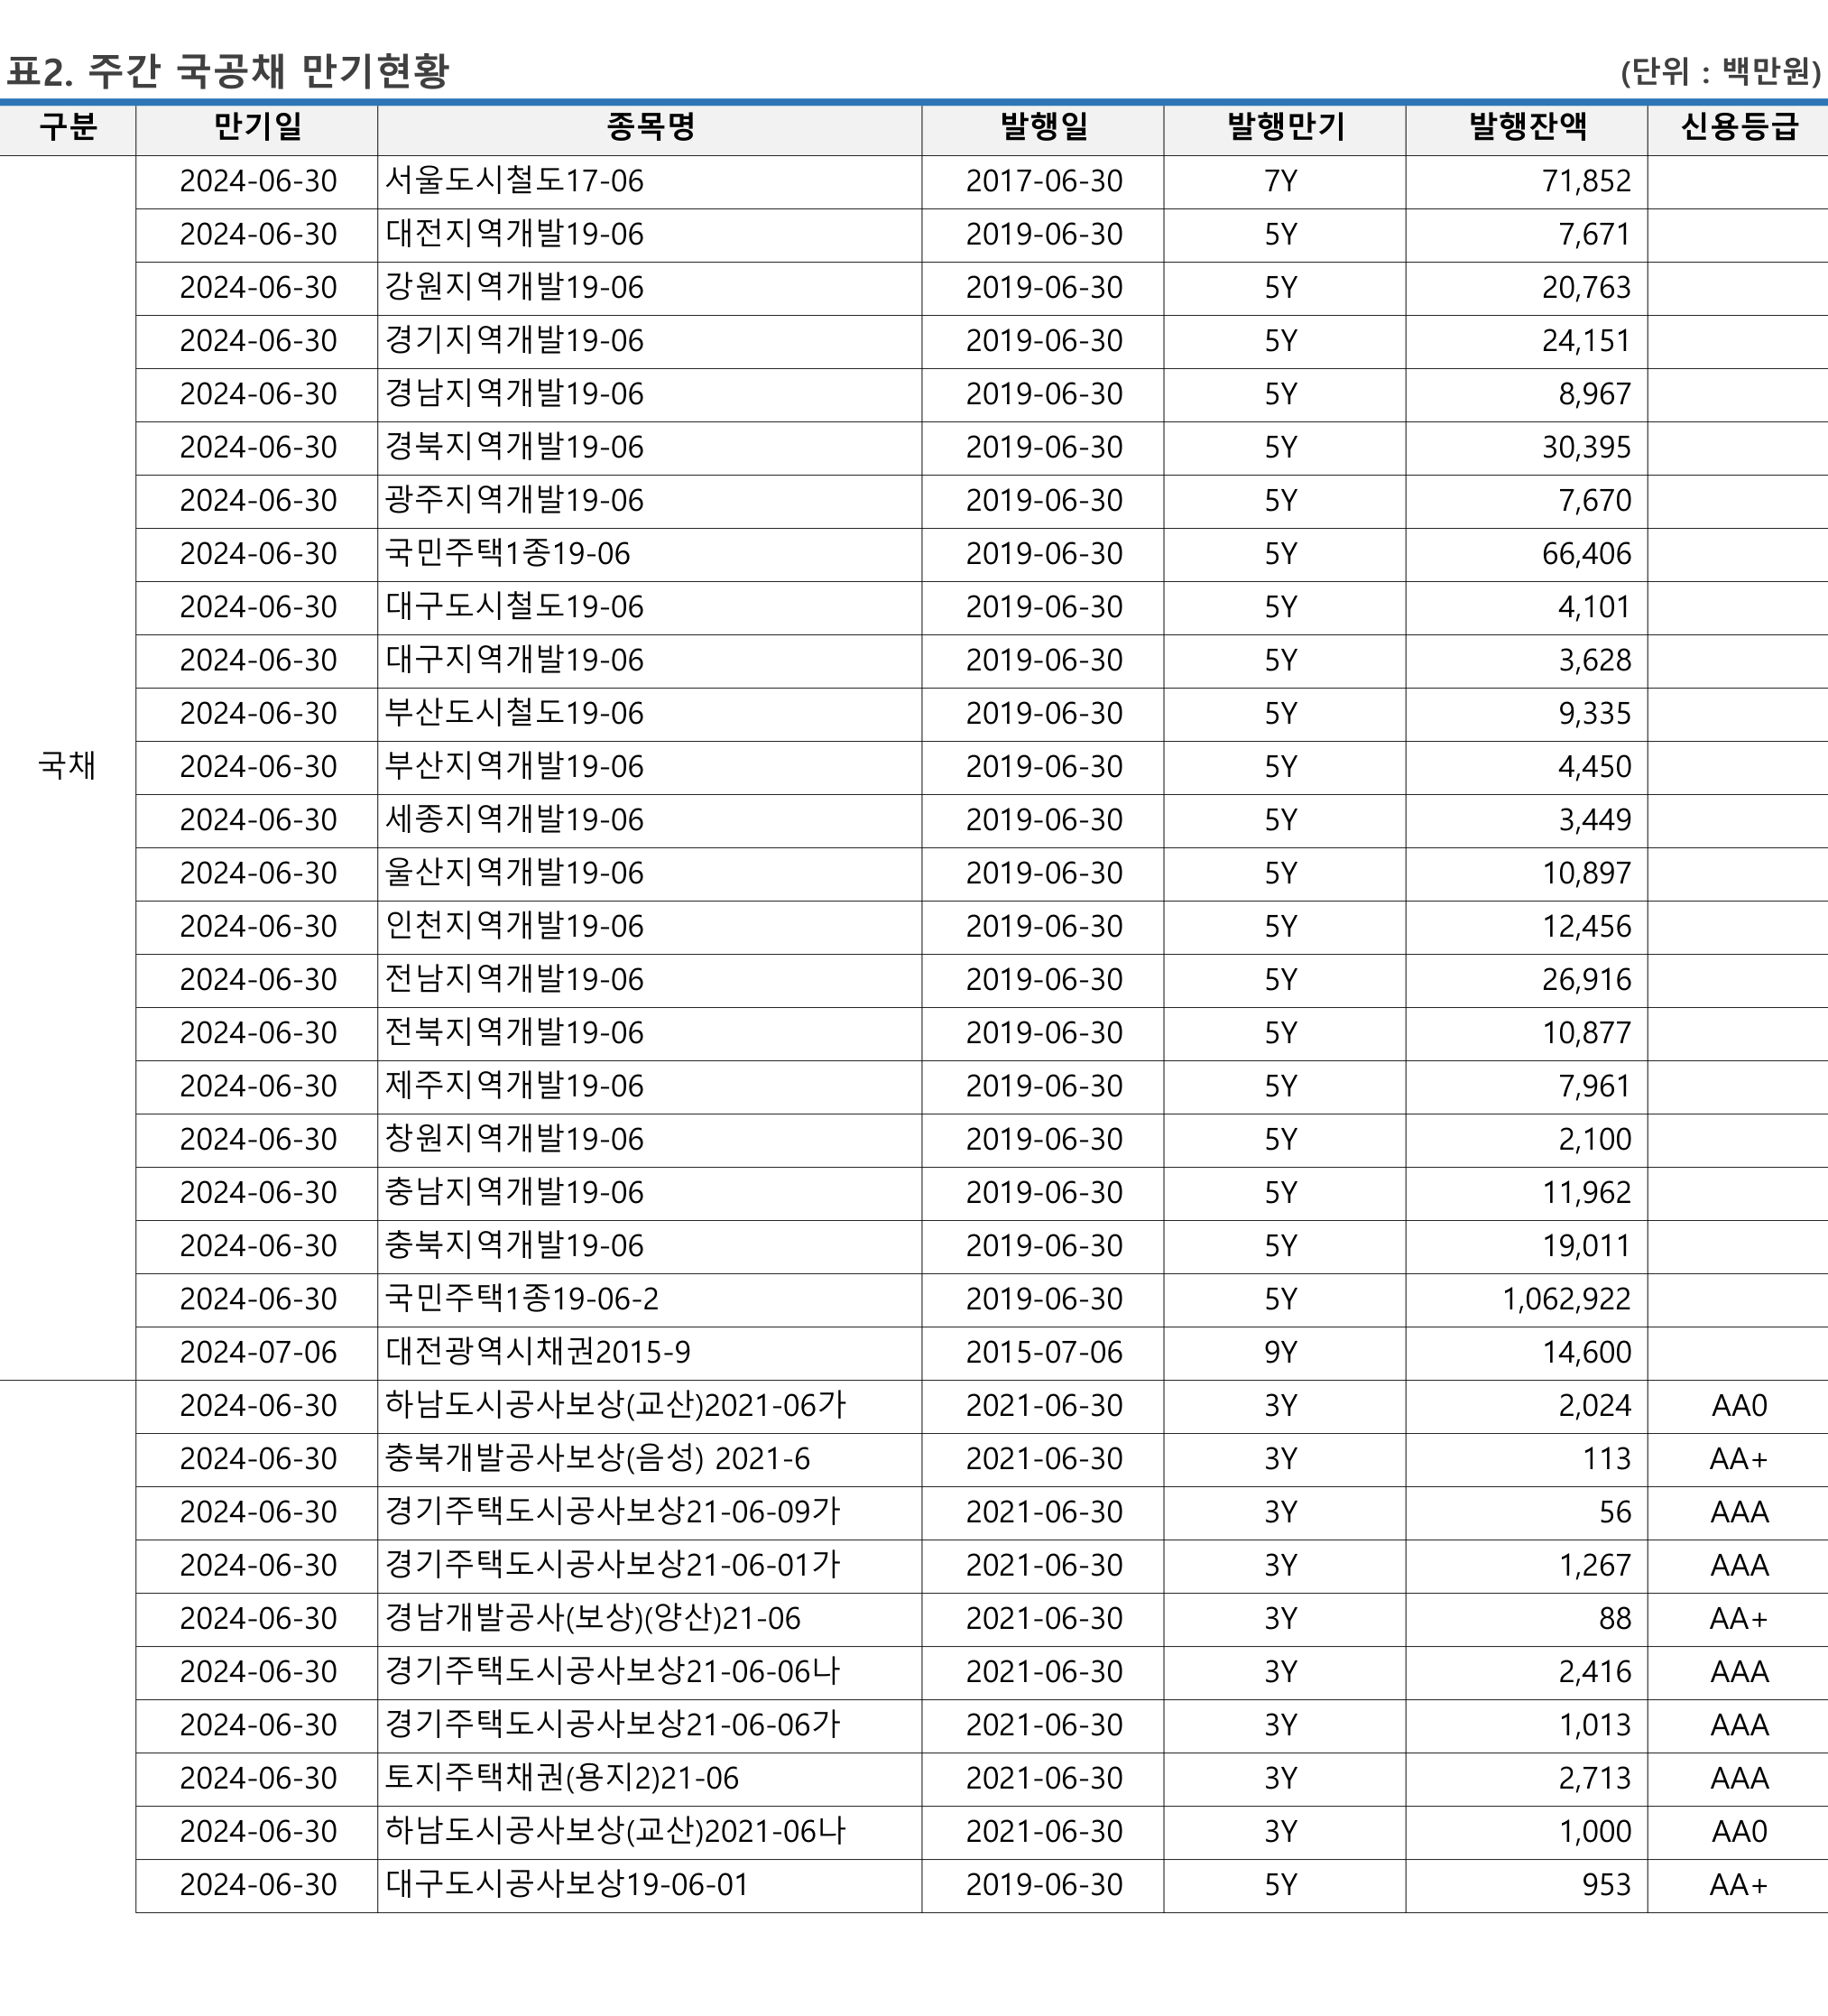 표2. 주간 국공채 만기현황 (단위 : 백만원)
구분 만기일 종목명 발행일 발행만기 발행잔액 신용등급
2024-06-30 서울도시철도17-06 2017-06-30 7Y 71,852
2024-06-30 대전지역개발19-06 2019-06-30 5Y 7,671
2024-06-30 강원지역개발19-06 2019-06-30 5Y 20,763
2024-06-30 경기지역개발19-06 2019-06-30 5Y 24,151
2024-06-30 경남지역개발19-06 2019-06-30 5Y 8,967
2024-06-30 경북지역개발19-06 2019-06-30 5Y 30,395
2024-06-30 광주지역개발19-06 2019-06-30 5Y 7,670
2024-06-30 국민주택1종19-06 2019-06-30 5Y 66,406
2024-06-30 대구도시철도19-06 2019-06-30 5Y 4,101
2024-06-30 대구지역개발19-06 2019-06-30 5Y 3,628
2024-06-30 부산도시철도19-06 2019-06-30 5Y 9,335
국채 2024-06-30 부산지역개발19-06 2019-06-30 5Y 4,450
2024-06-30 세종지역개발19-06 2019-06-30 5Y 3,449
2024-06-30 울산지역개발19-06 2019-06-30 5Y 10,897
2024-06-30 인천지역개발19-06 2019-06-30 5Y 12,456
2024-06-30 전남지역개발19-06 2019-06-30 5Y 26,916
2024-06-30 전북지역개발19-06 2019-06-30 5Y 10,877
2024-06-30 제주지역개발19-06 2019-06-30 5Y 7,961
2024-06-30 창원지역개발19-06 2019-06-30 5Y 2,100
2024-06-30 충남지역개발19-06 2019-06-30 5Y 11,962
2024-06-30 충북지역개발19-06 2019-06-30 5Y 19,011
2024-06-30 국민주택1종19-06-2 2019-06-30 5Y 1,062,922
2024-07-06 대전광역시채권2015-9 2015-07-06 9Y 14,600
2024-06-30 하남도시공사보상(교산)2021-06가 2021-06-30 3Y 2,024 AA0
2024-06-30 충북개발공사보상(음성) 2021-6 2021-06-30 3Y 113 AA+
2024-06-30 경기주택도시공사보상21-06-09가 2021-06-30 3Y 56 AAA
2024-06-30 경기주택도시공사보상21-06-01가 2021-06-30 3Y 1,267 AAA
2024-06-30 경남개발공사(보상)(양산)21-06 2021-06-30 3Y 88 AA+
2024-06-30 경기주택도시공사보상21-06-06나 2021-06-30 3Y 2,416 AAA
2024-06-30 경기주택도시공사보상21-06-06가 2021-06-30 3Y 1,013 AAA
2024-06-30 토지주택채권(용지2)21-06 2021-06-30 3Y 2,713 AAA
2024-06-30 하남도시공사보상(교산)2021-06나 2021-06-30 3Y 1,000 AA0
2024-06-30 대구도시공사보상19-06-01 2019-06-30 5Y 953 AA+